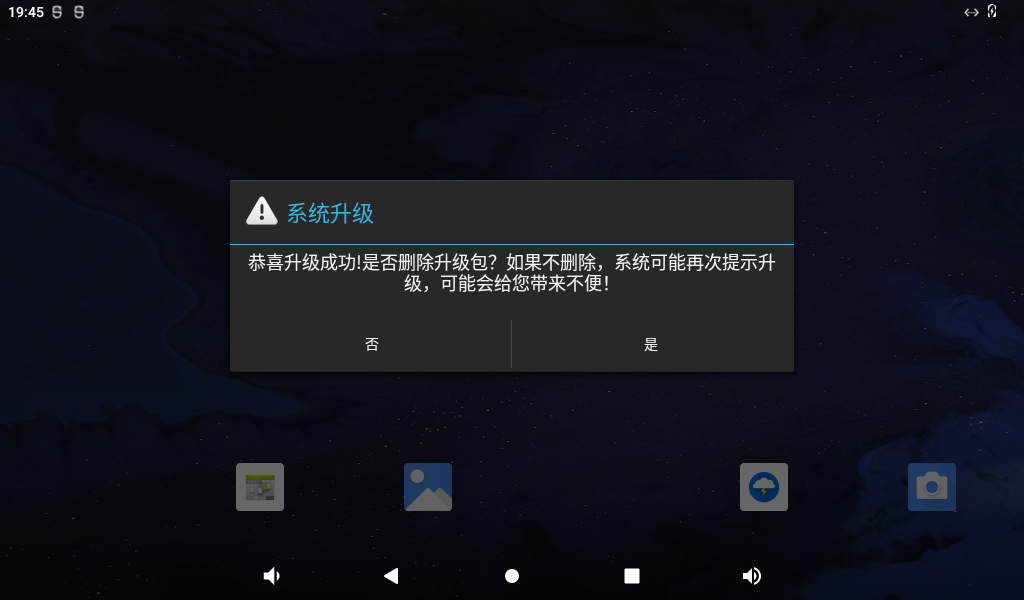 19:45
系统升级
恭喜升级成功!是否删除升级包？如果不删除，系统可能再次提示升
级，可能会给您带来不便！
否
是